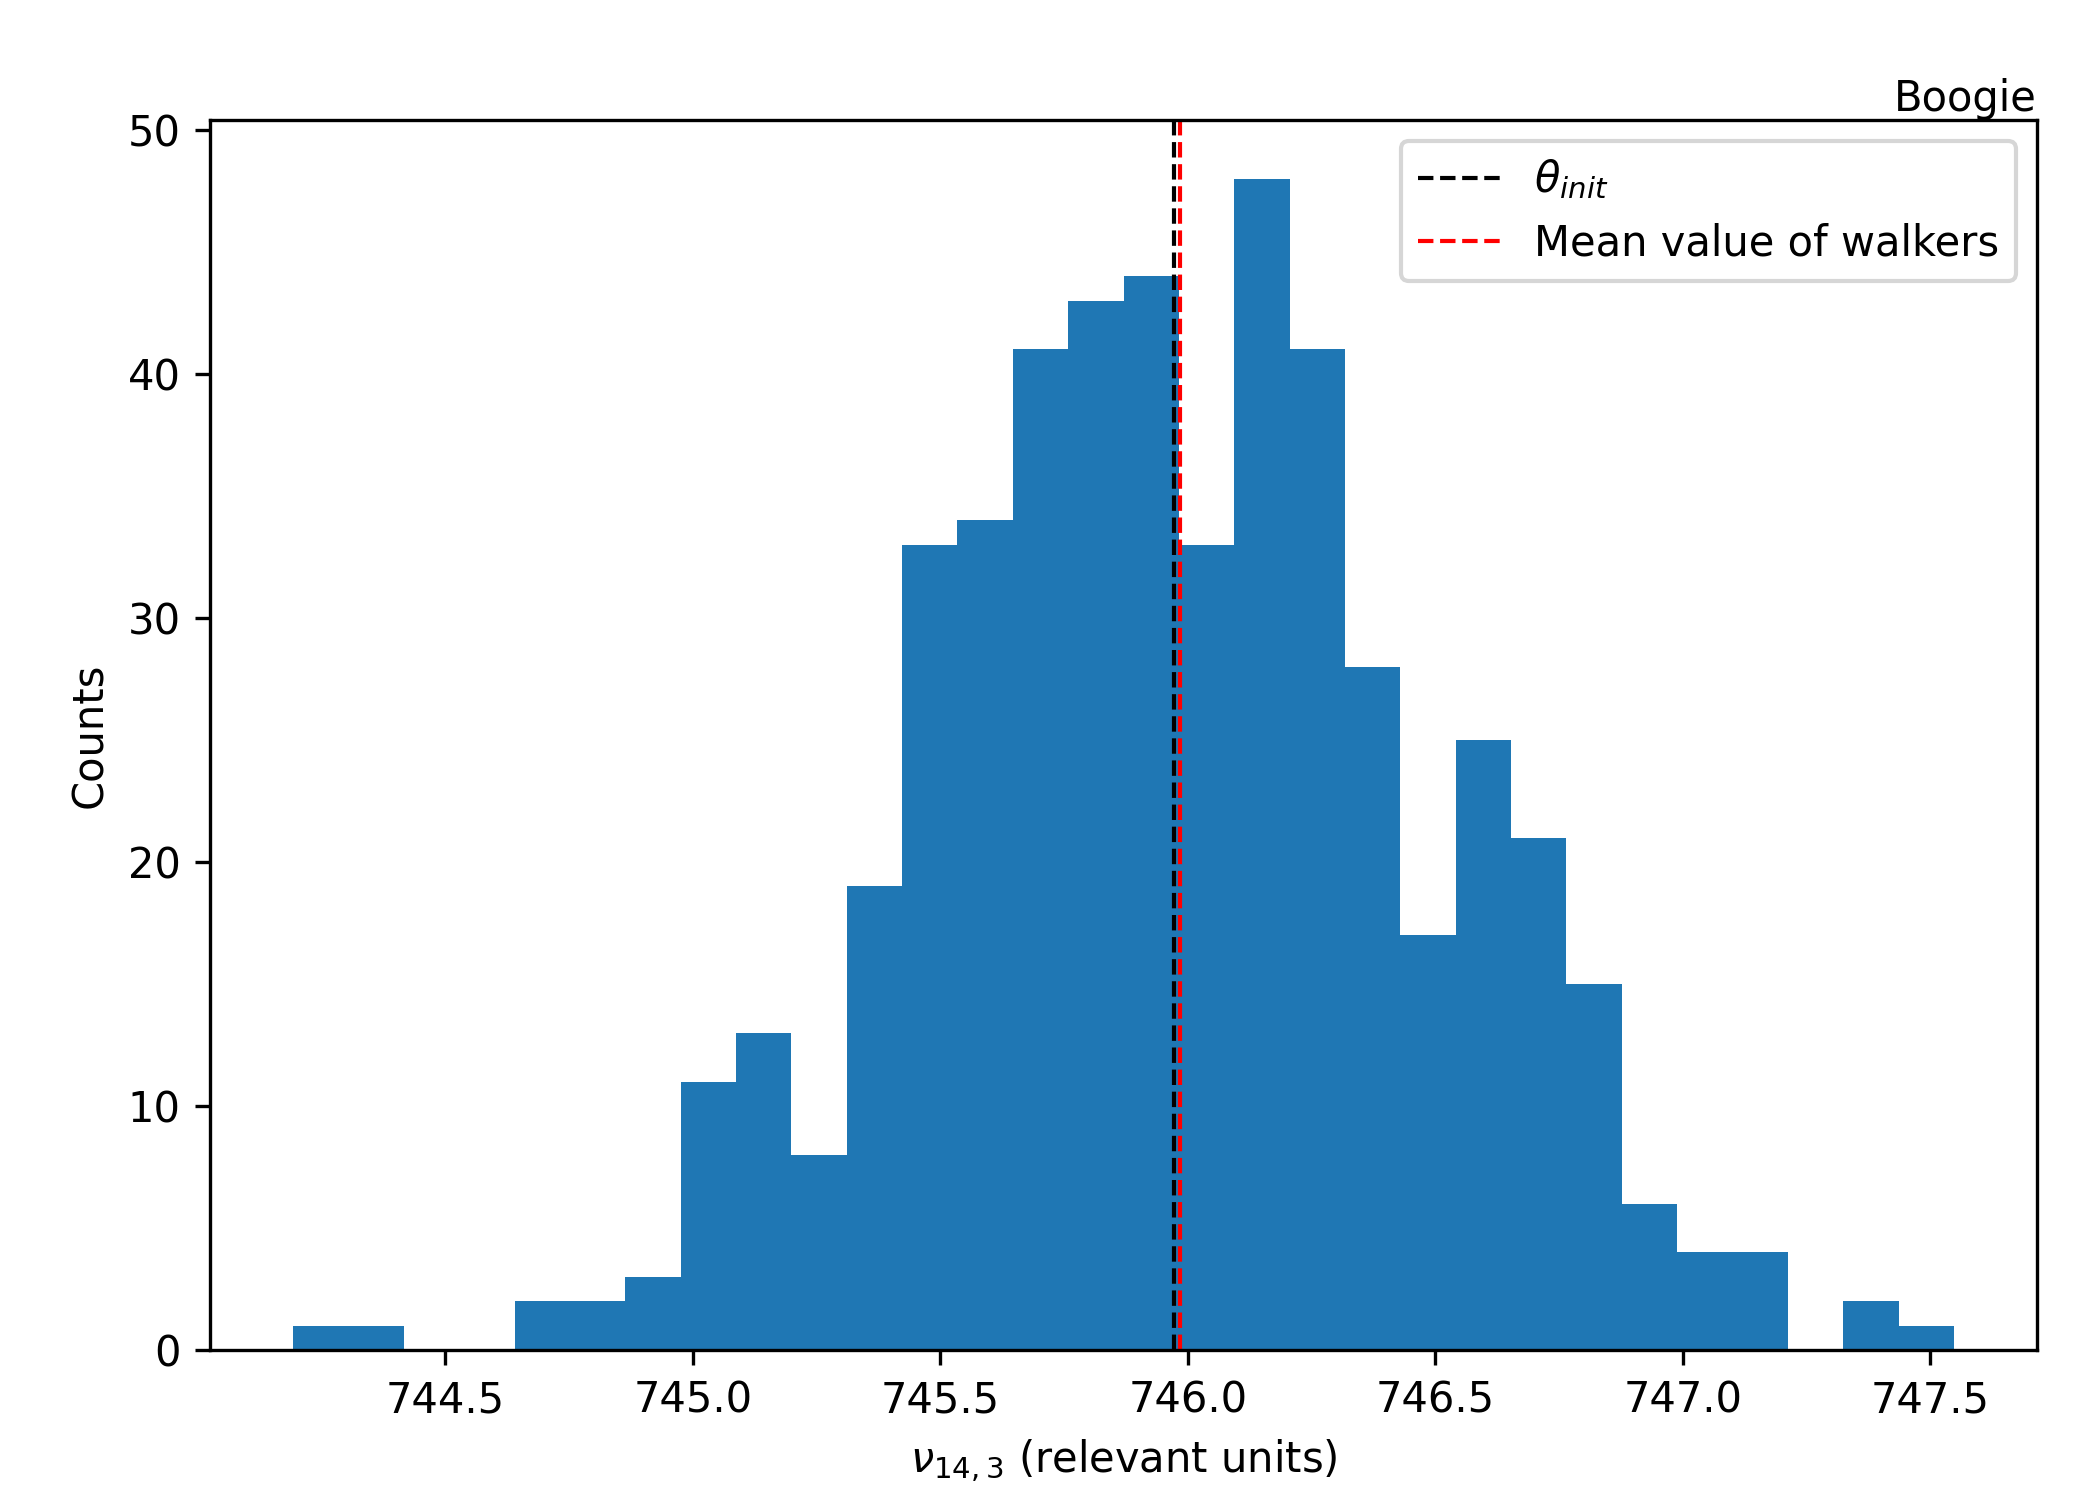 Boogie
50
40
30
20
10
0
Counts
θinit
Mean value of walkers
744.5 745.0 745.5 746.0 746.5 747.0 747.5
ν14, 3 (relevant units)